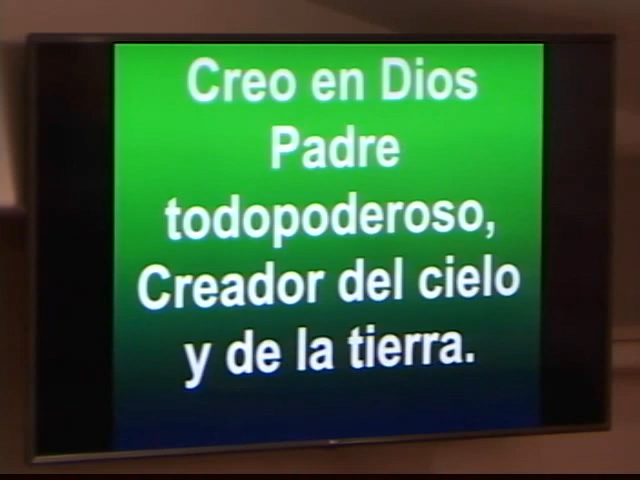 Creo en Dios
Padre
todopoderoso,
Creador del cielo
y de la tierra.